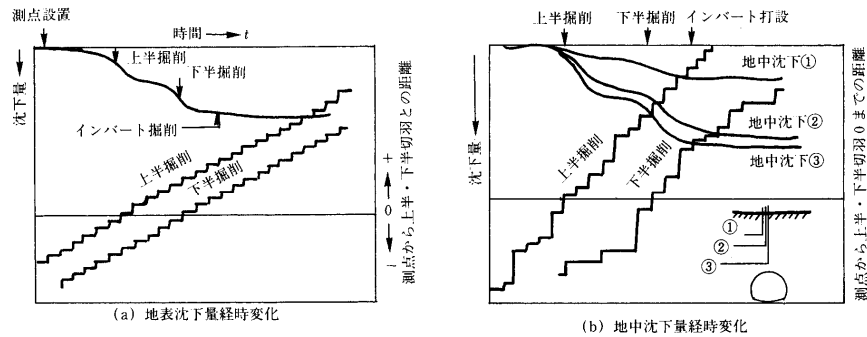 測点設置
時間 t
上半掘削
下半掘削
インバート掘削
沈下量
上半掘削
下半掘削
測点から上半・下半切羽との距離
+
0
−
(a) 地表沈下量経時変化
上半掘削
下半掘削
インバート打設
地中沈下①
地中沈下②
地中沈下③
沈下量
上半掘削
下半掘削
①
②
③
測点から上半・下半切羽0までの距離
(b) 地中沈下量経時変化